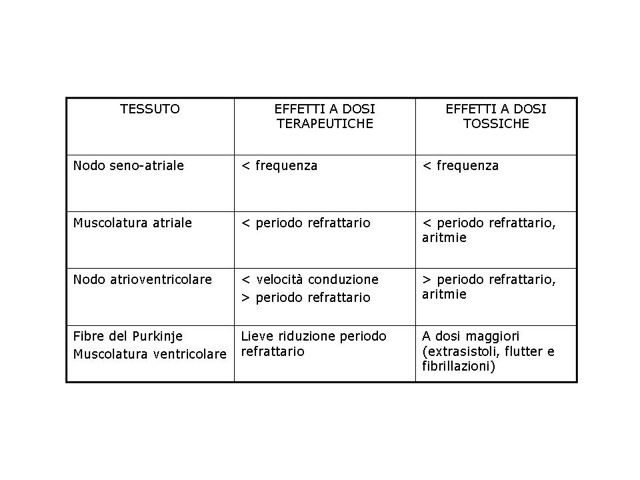 TESSUTO
EFFETTI A DOSI
TERAPEUTICHE
EFFETTI A DOSI
TOSSICHE
Nodo seno-atriale
< frequenza
< frequenza
Muscolatura atriale
< periodo refrattario
< periodo refrattario,
aritmie
Nodo atrioventricolare
< velocità conduzione
> periodo refrattario
> periodo refrattario,
aritmie
Fibre del Purkinje
Muscolatura ventricolare
Lieve riduzione periodo
refrattario
A dosi maggiori
(extrasistoli, flutter e
fibrillazioni)